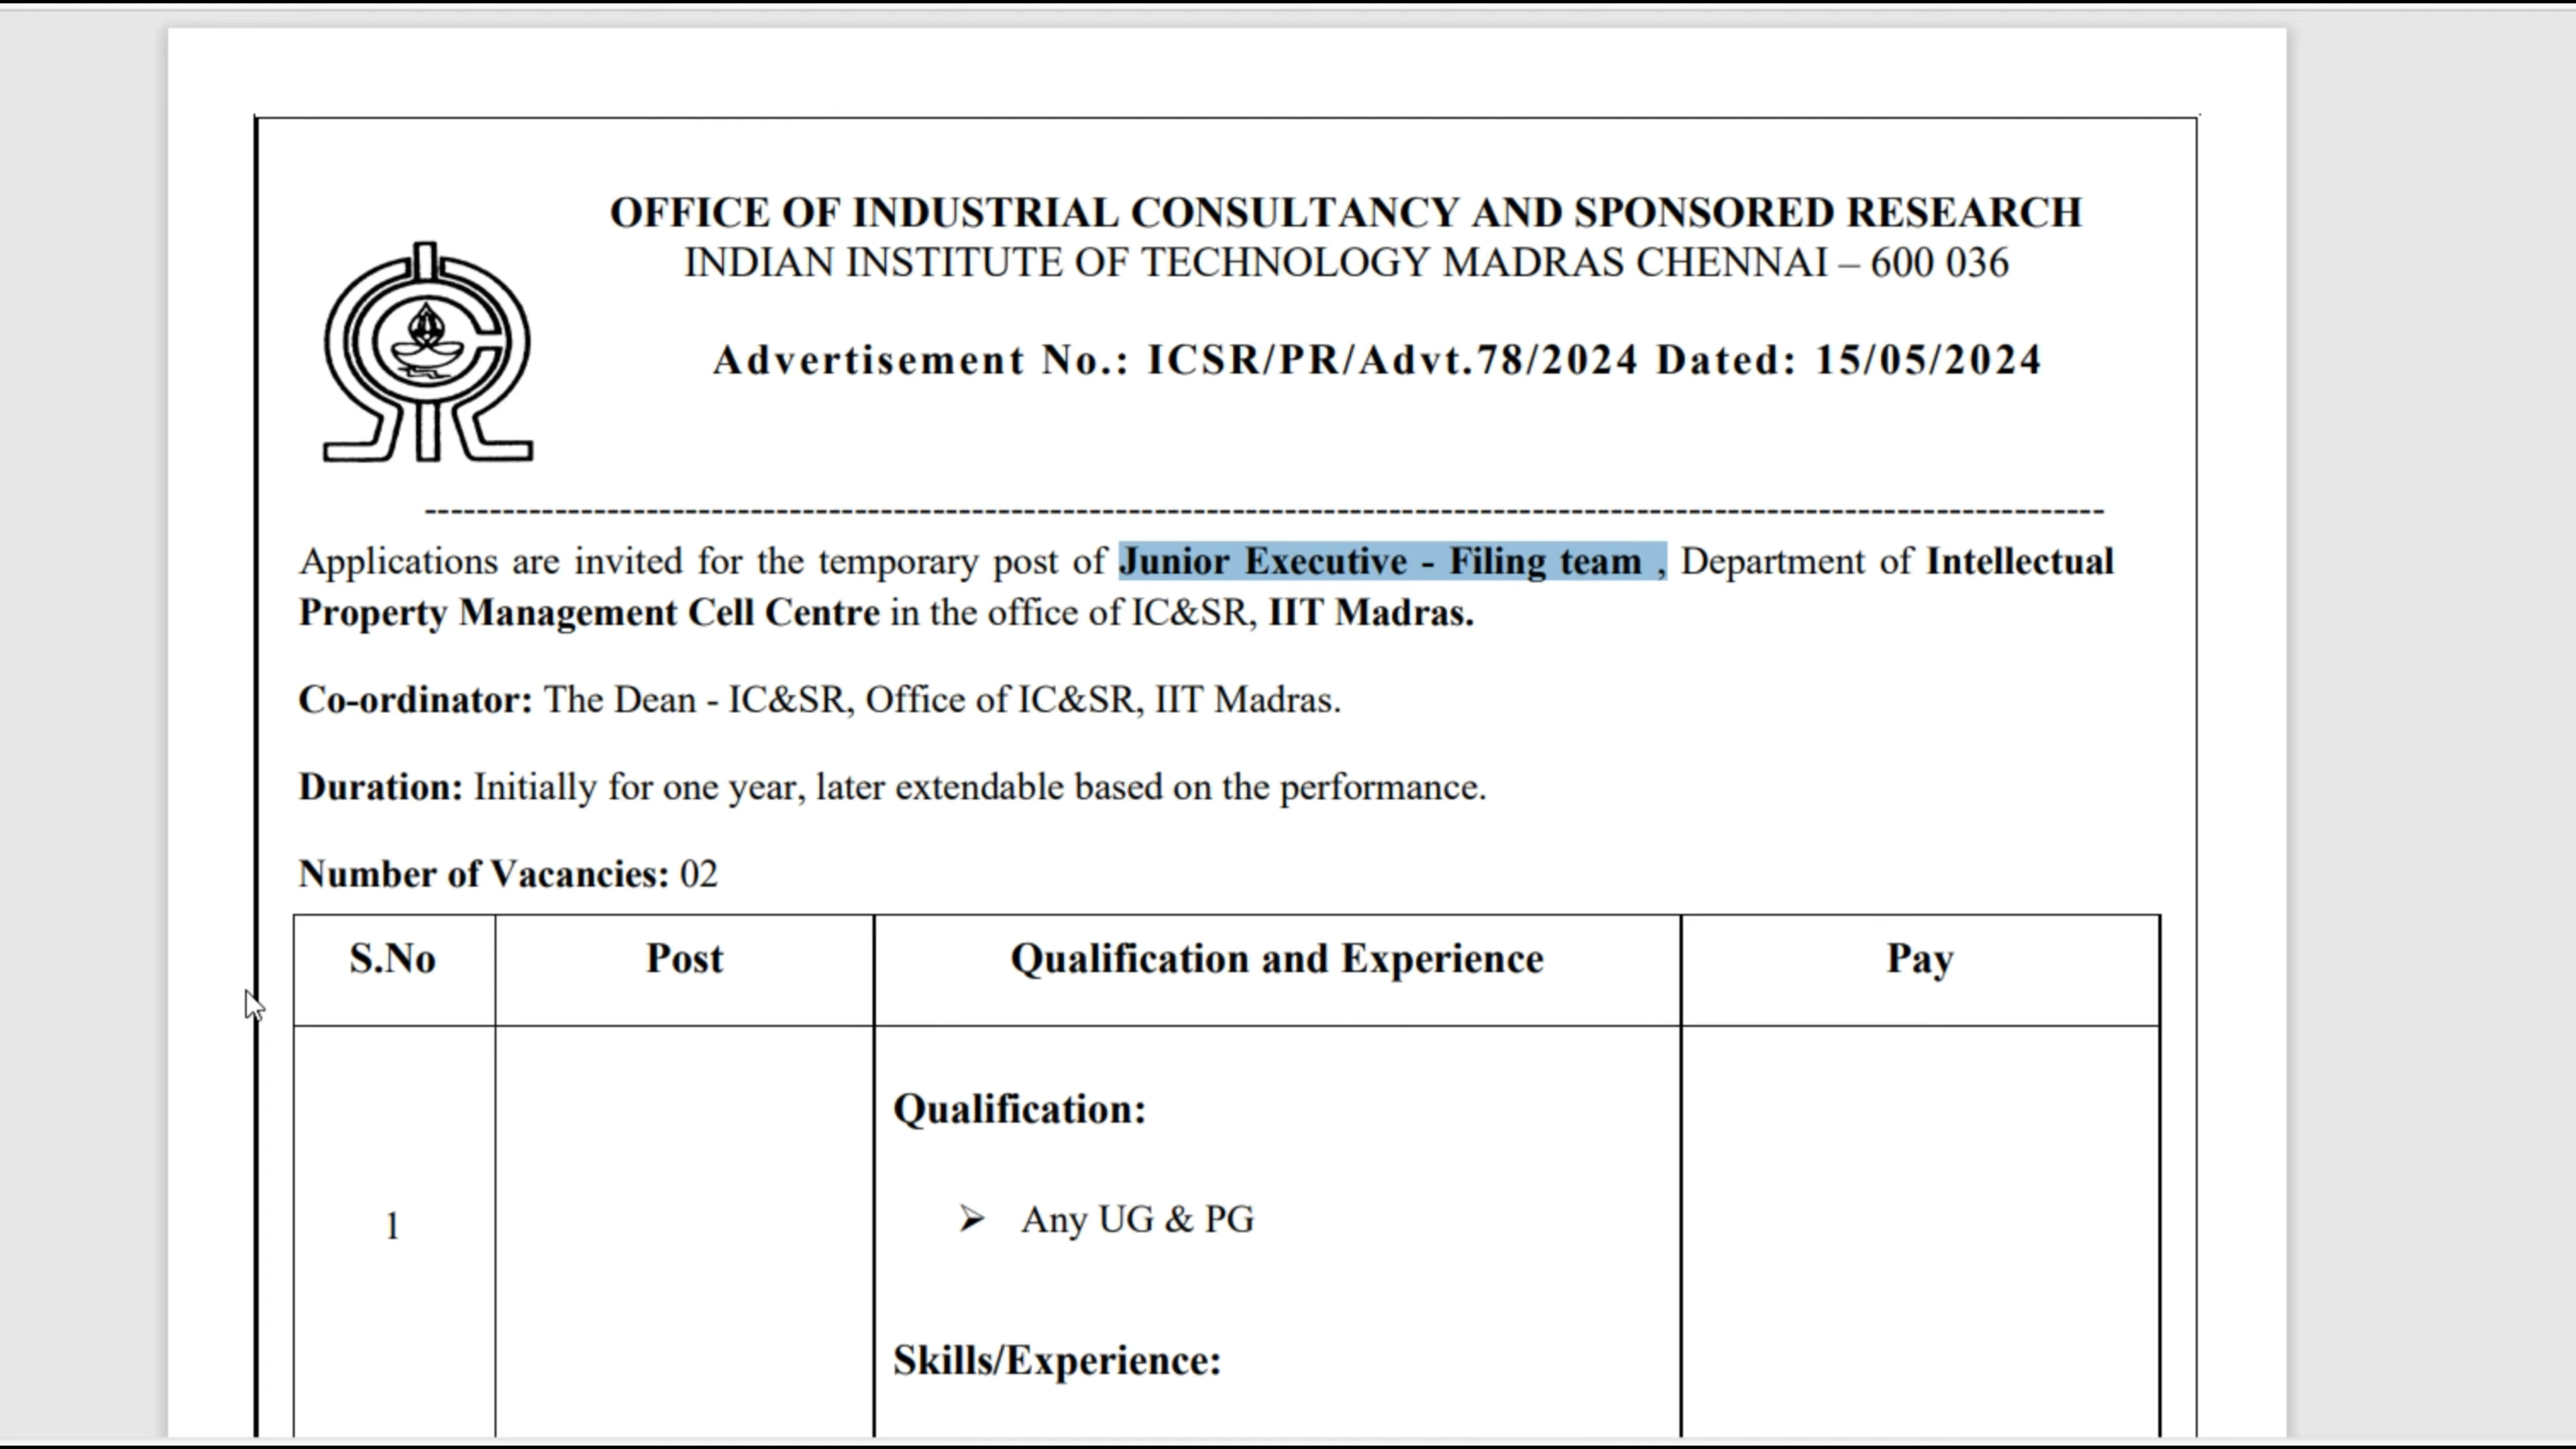 OFFICE OF INDUSTRIAL CONSULTANCY AND SPONSORED RESEARCH
INDIAN INSTITUTE OF TECHNOLOGY MADRAS CHENNAI – 600 036
Advertisement No.: ICSR/PR/Advt.78/2024 Dated: 15/05/2024
Applications are invited for the temporary post of Junior Executive - Filing team , Department of Intellectual
Property Management Cell Centre in the office of IC&SR, IIT Madras.
Co-ordinator: The Dean - IC&SR, Office of IC&SR, IIT Madras.
Duration: Initially for one year, later extendable based on the performance.
Number of Vacancies: 02
S.No Post Qualification and Experience Pay
Qualification:
1
➢ Any UG & PG
Skills/Experience: